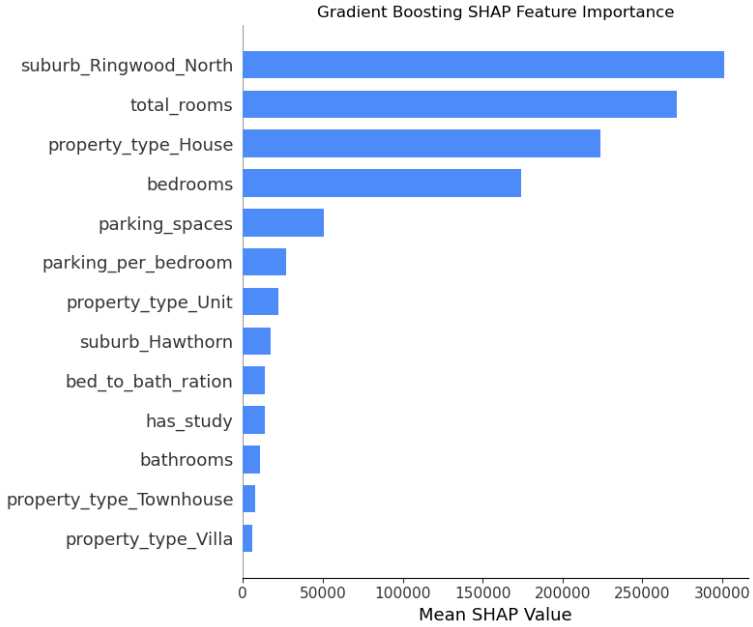 Gradient Boosting SHAP Feature Importance
suburb_Ringwood_North
total_rooms
property_type_House
bedrooms
parking_spaces
parking_per_bedroom
property_type_Unit
suburb_Hawthorn
bed_to_bath_ration
has_study
bathrooms
property_type_Townhouse
property_type_Villa
0 50000 100000 150000 200000 250000 300000
Mean SHAP Value